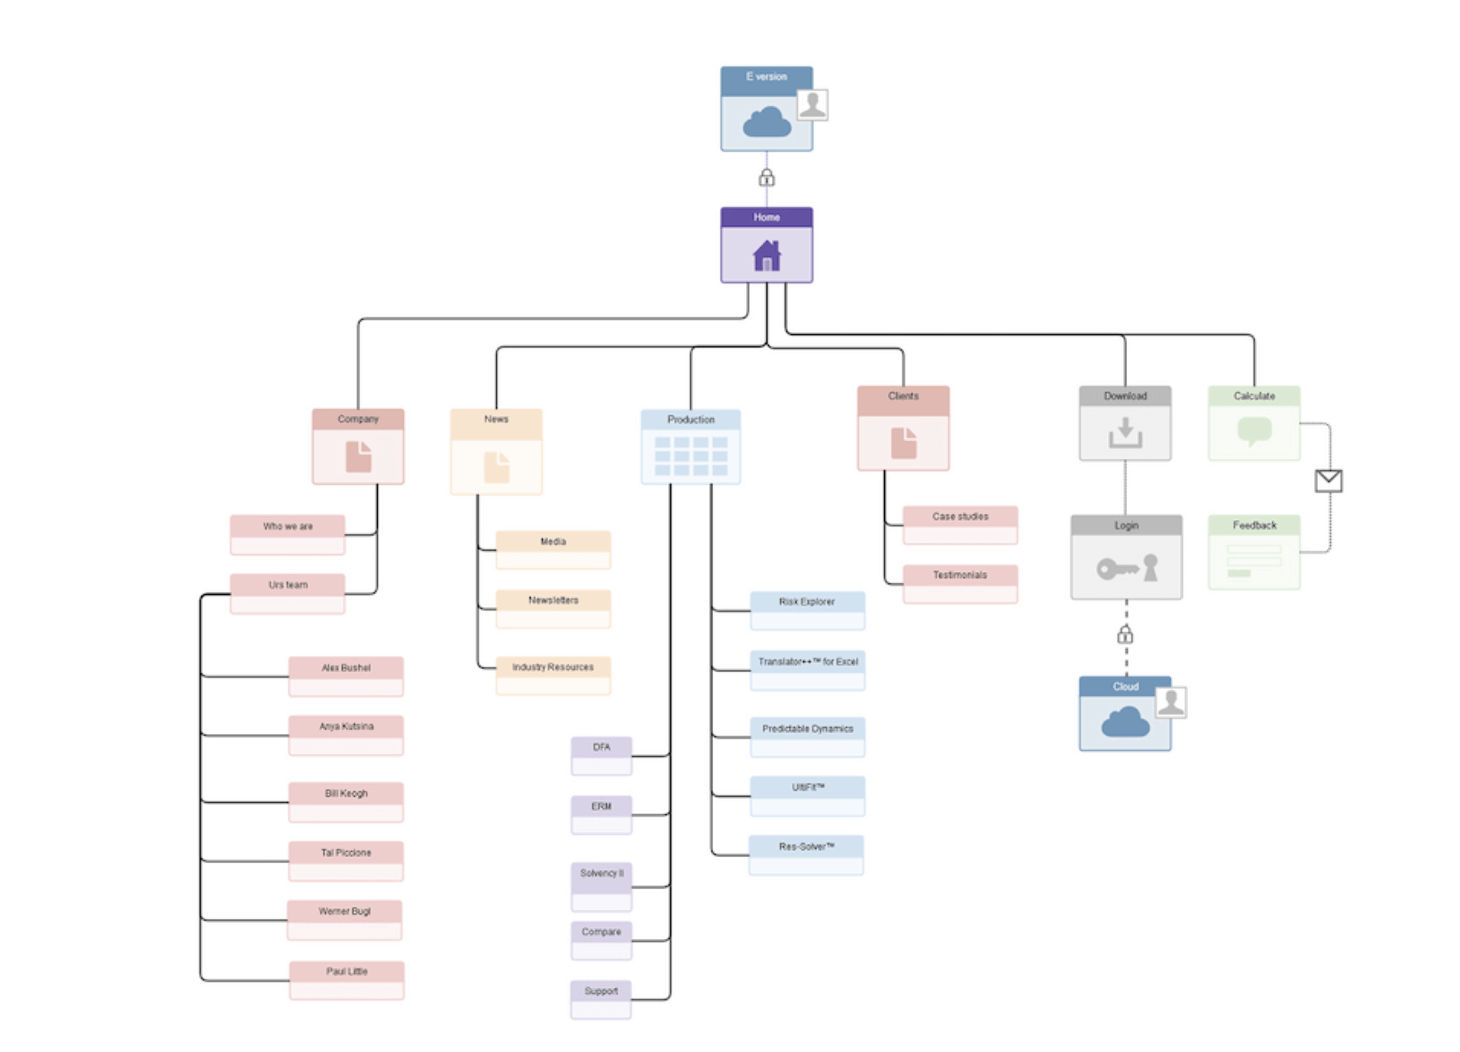 E version
Home
Company
News
Production
Clients
Download
Calculate
Who we are
Urs team
Alex Bushel
Anya Kutsina
Bill Keogh
Tal Piccione
Werner Bugl
Paul Little
Media
Newsletters
Industry Resources
DFA
ERM
Solvency II
Compare
Support
Risk Explorer
Translator++™ for Excel
Predictable Dynamics
UltiFit™
Res-Solver™
Case studies
Testimonials
Login
Cloud
Feedback